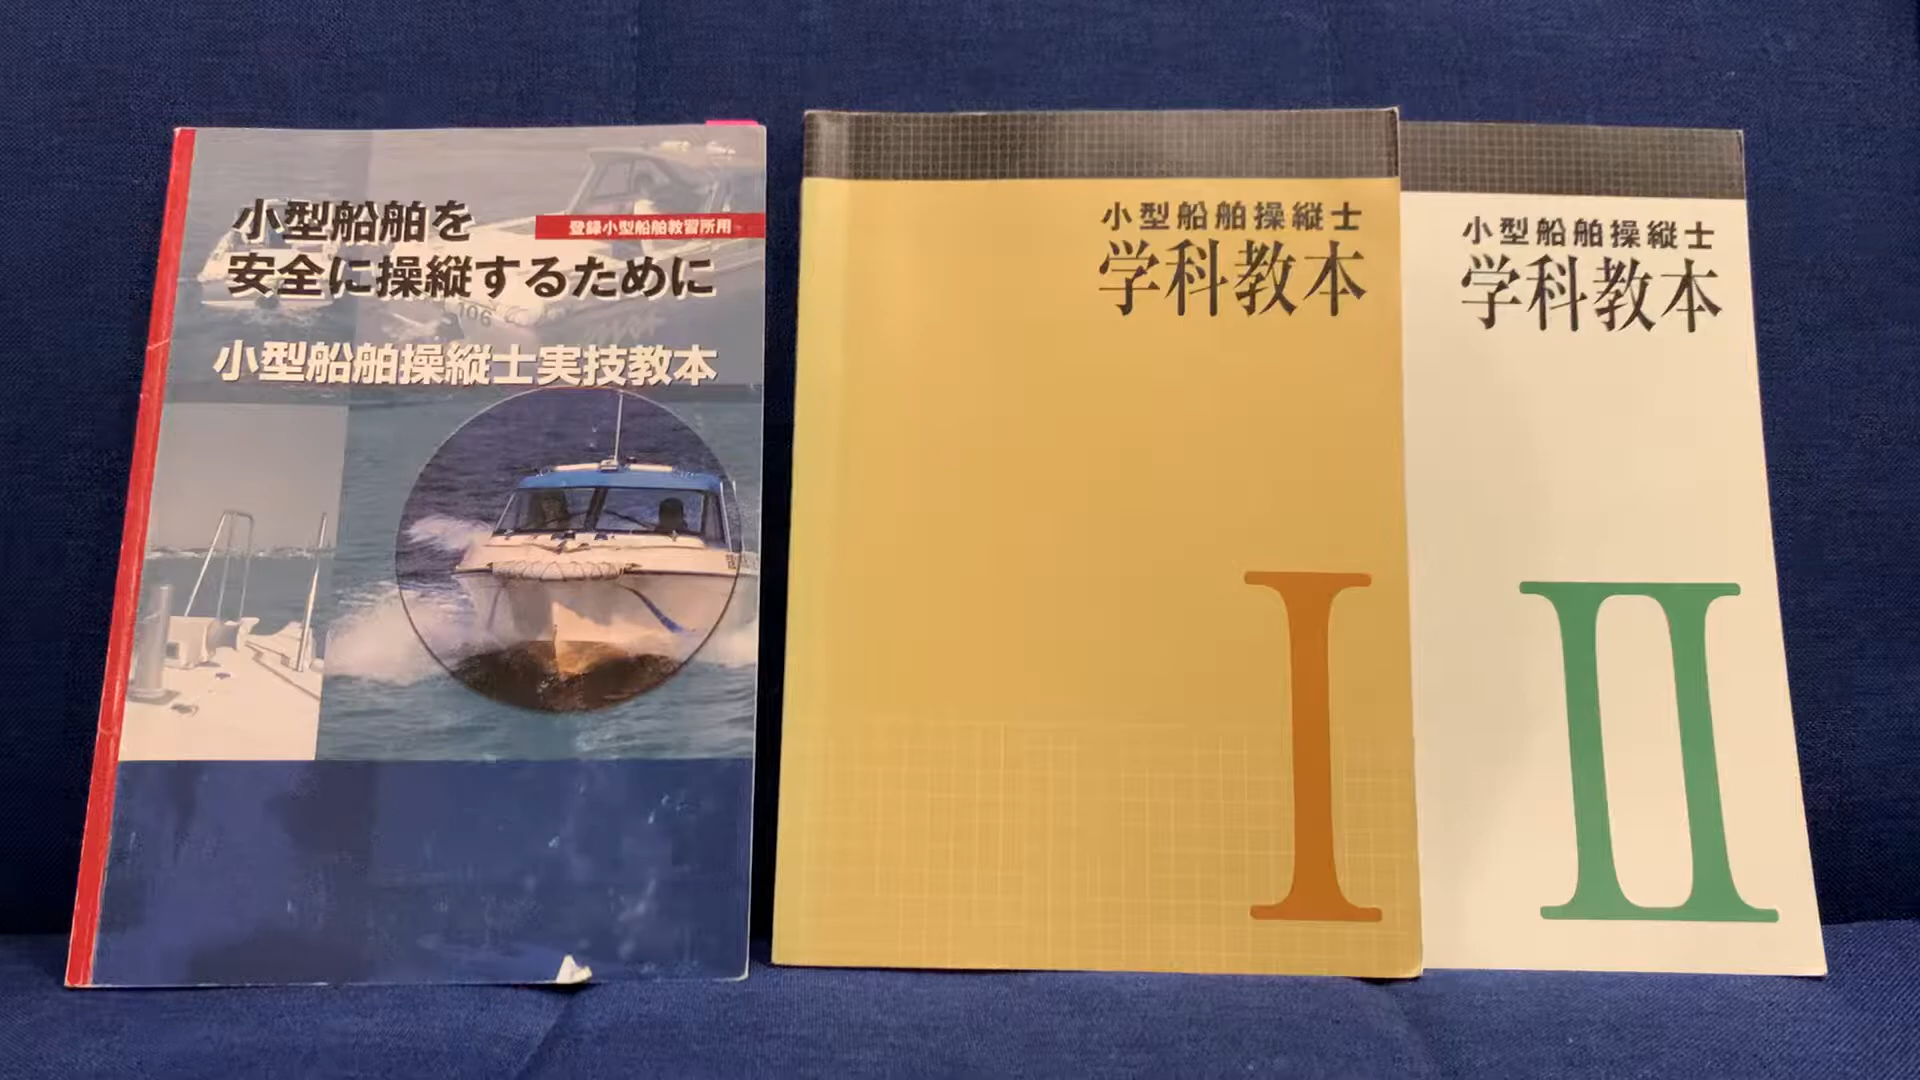 小型船舶を
登録小型船舶教習所用
安全に操縦するために
106
小型船舶操縦士実技教本
小型船舶操縦士
学科教本
I
小型船舶操縦士
学科教本
II